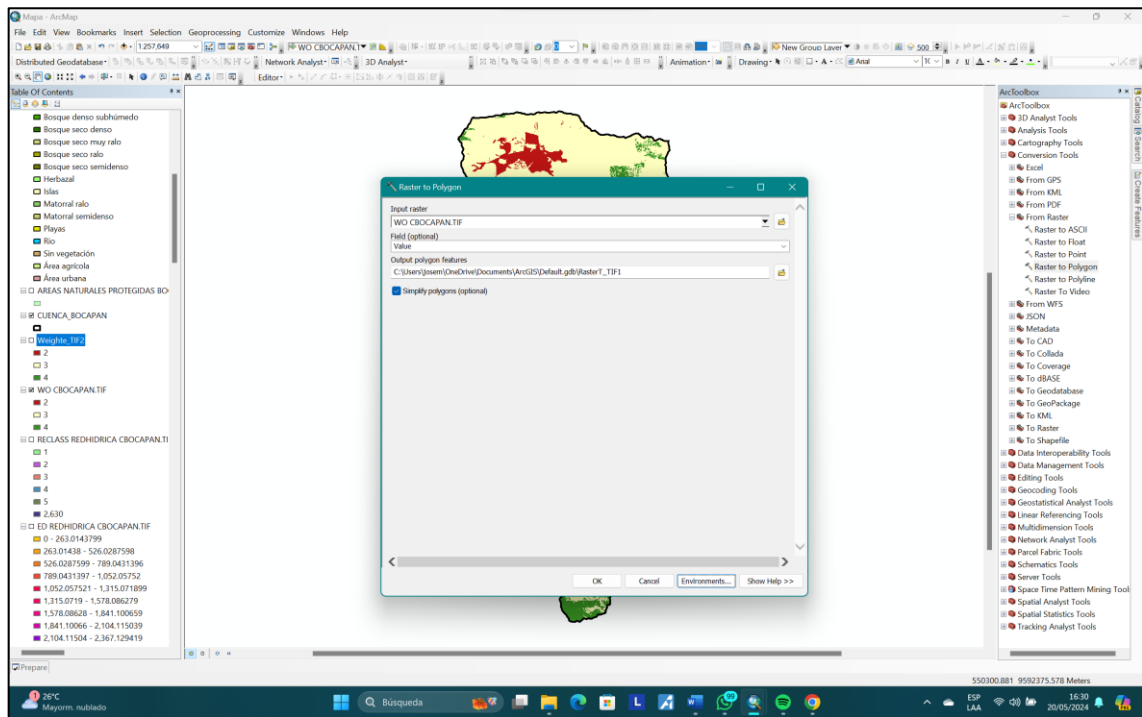 Mapa - ArcMap
File Edit View Bookmarks Insert Selection Geoprocessing Customize Windows Help
1:257,649
WO CBOCAPAN.TI
New Group Layer
500
Distributed Geodatabase
Network Analyst
3D Analyst
Animation
Drawing
Arial
Editor
Table Of Contents
Bosque denso subhúmedo
Bosque seco denso
Bosque seco muy ralo
Bosque seco ralo
Bosque seco semidenso
Herbazal
Islas
Matorral ralo
Matorral semidenso
Playas
Rio
Sin vegetación
Área agrícola
Área urbana
AREAS NATURALES PROTEGIDAS BO
CUENCA_BOCAPAN
Weighte_TIF2
2
3
4
WO CBOCAPAN.TIF
2
3
4
RECLASS REDHIDRICA CBOCAPAN.TI
1
2
3
4
5
2,630
ED REDHIDRICA CBOCAPAN.TIF
0 - 263.0143799
263.01438 - 526.0287598
526.0287599 - 789.0431396
789.0431397 - 1,052.05752
1,052.057521 - 1,315.071899
1,315.0719 - 1,578.086279
1,578.08628 - 1,841.100659
1,841.10066 - 2,104.115039
2,104.11504 - 2,367.129419
Raster to Polygon
Input raster
WO CBOCAPAN.TIF
Field (optional)
Value
Output polygon features
C:\Users\josem\OneDrive\Documents\ArcGIS\Default.gdb\RasterT_TIF1
Simplify polygons (optional)
OK Cancel Environments... Show Help >>
ArcToolbox
ArcToolbox
3D Analyst Tools
Analysis Tools
Cartography Tools
Conversion Tools
Excel
From GPS
From KML
From PDF
From Raster
Raster to ASCII
Raster to Float
Raster to Point
Raster to Polygon
Raster to Polyline
Raster To Video
From WFS
JSON
Metadata
To CAD
To Collada
To Coverage
To dBASE
To Geodatabase
To GeoPackage
To KML
To Raster
To Shapefile
Data Interoperability Tools
Data Management Tools
Editing Tools
Geocoding Tools
Geostatistical Analyst Tools
Linear Referencing Tools
Multidimension Tools
Network Analyst Tools
Parcel Fabric Tools
Schematics Tools
Server Tools
Space Time Pattern Mining Tool
Spatial Analyst Tools
Spatial Statistics Tools
Tracking Analyst Tools
Catalog
Search
Create Features
Prepare
550300.881 9592375.578 Meters
1
26°C
Mayorm. nublado
Búsqueda
99
ESP
LAA
16:30
20/05/2024